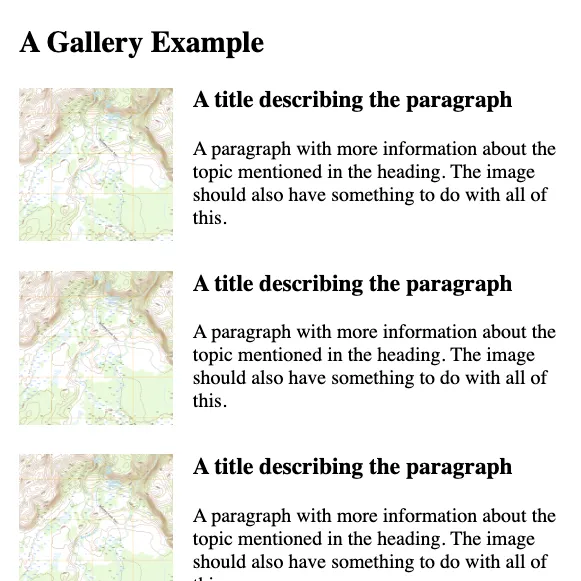 A Gallery Example
A title describing the paragraph
A paragraph with more information about the
topic mentioned in the heading. The image
should also have something to do with all of
this.
A title describing the paragraph
A paragraph with more information about the
topic mentioned in the heading. The image
should also have something to do with all of
this.
A title describing the paragraph
A paragraph with more information about the
topic mentioned in the heading. The image
should also have something to do with all of